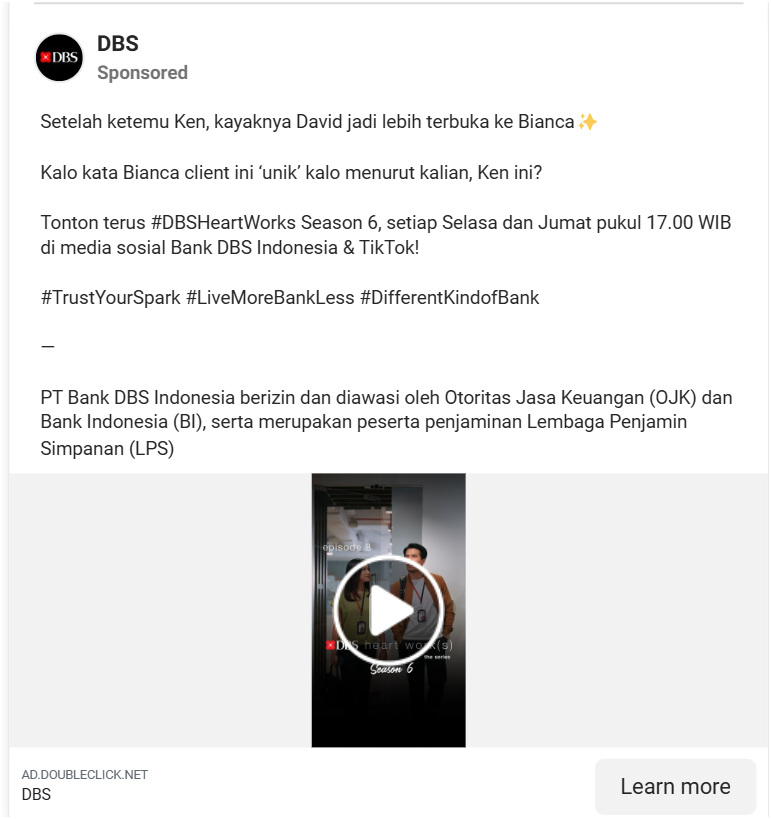 DBS
DBS
Sponsored
Setelah ketemu Ken, kayaknya David jadi lebih terbuka ke Bianca✨
Kalo kata Bianca client ini ‘unik’ kalo menurut kalian, Ken ini?
Tonton terus #DBSHeartWorks Season 6, setiap Selasa dan Jumat pukul 17.00 WIB
di media sosial Bank DBS Indonesia & TikTok!
#TrustYourSpark #LiveMoreBankLess #DifferentKindofBank
—
PT Bank DBS Indonesia berizin dan diawasi oleh Otoritas Jasa Keuangan (OJK) dan
Bank Indonesia (BI), serta merupakan peserta penjaminan Lembaga Penjamin
Simpanan (LPS)
episode 8
DBS heart work(s)
the series
Season 6
AD.DOUBLECLICK.NET
DBS
Learn more